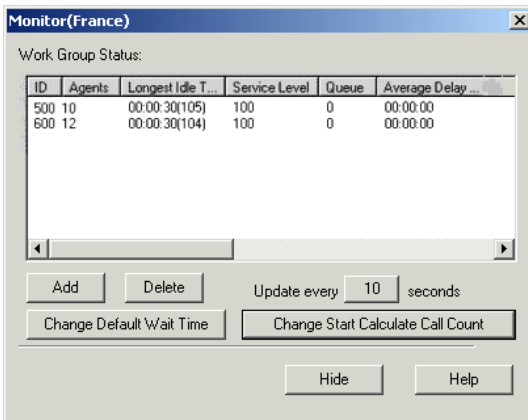 Monitor(France)
Work Group Status:
ID Agents Longest Idle T... Service Level Queue Average Delay ...
500 10 00:00:30(105) 100 0 00:00:00
600 12 00:00:30(104) 100 0 00:00:00
Add Delete Update every 10 seconds
Change Default Wait Time Change Start Calculate Call Count
Hide Help